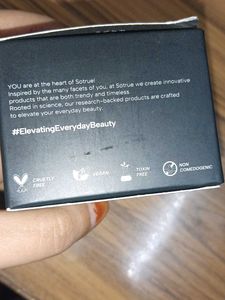 YOU are at the heart of Sotrue!
Inspired by the many facets of you, at Sotrue we create innovative
products that are both trendy and timeless.
Rooted in science, our research-backed products are crafted
to elevate your everyday beauty.
#ElevatingEverydayBeauty
CRUELTY
FREE
VEGAN
TOXIN
FREE
NON
COMEDOGENIC